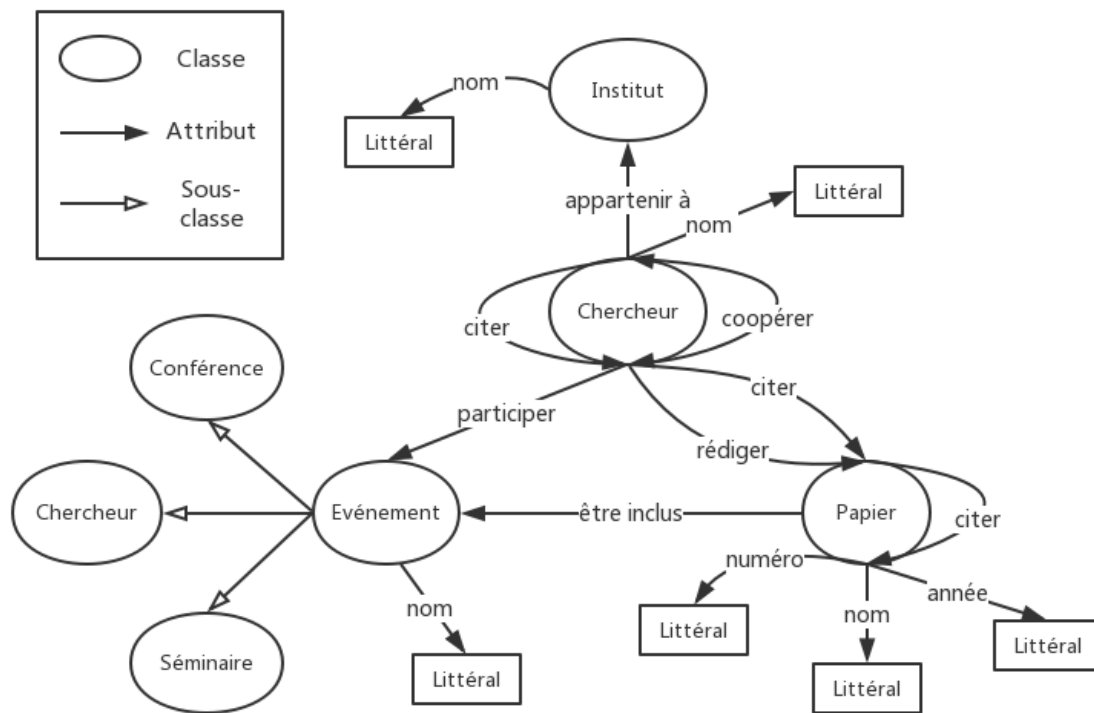 Classe
Attribut
Sous-
classe
nom
Institut
Littéral
appartenir à
nom
Littéral
citer
Chercheur
coopérer
Conférence
participer
citer
rédiger
Chercheur
Evénement
être inclus
Papier
citer
numéro
année
nom
nom
Littéral
Littéral
Séminaire
Littéral
Littéral